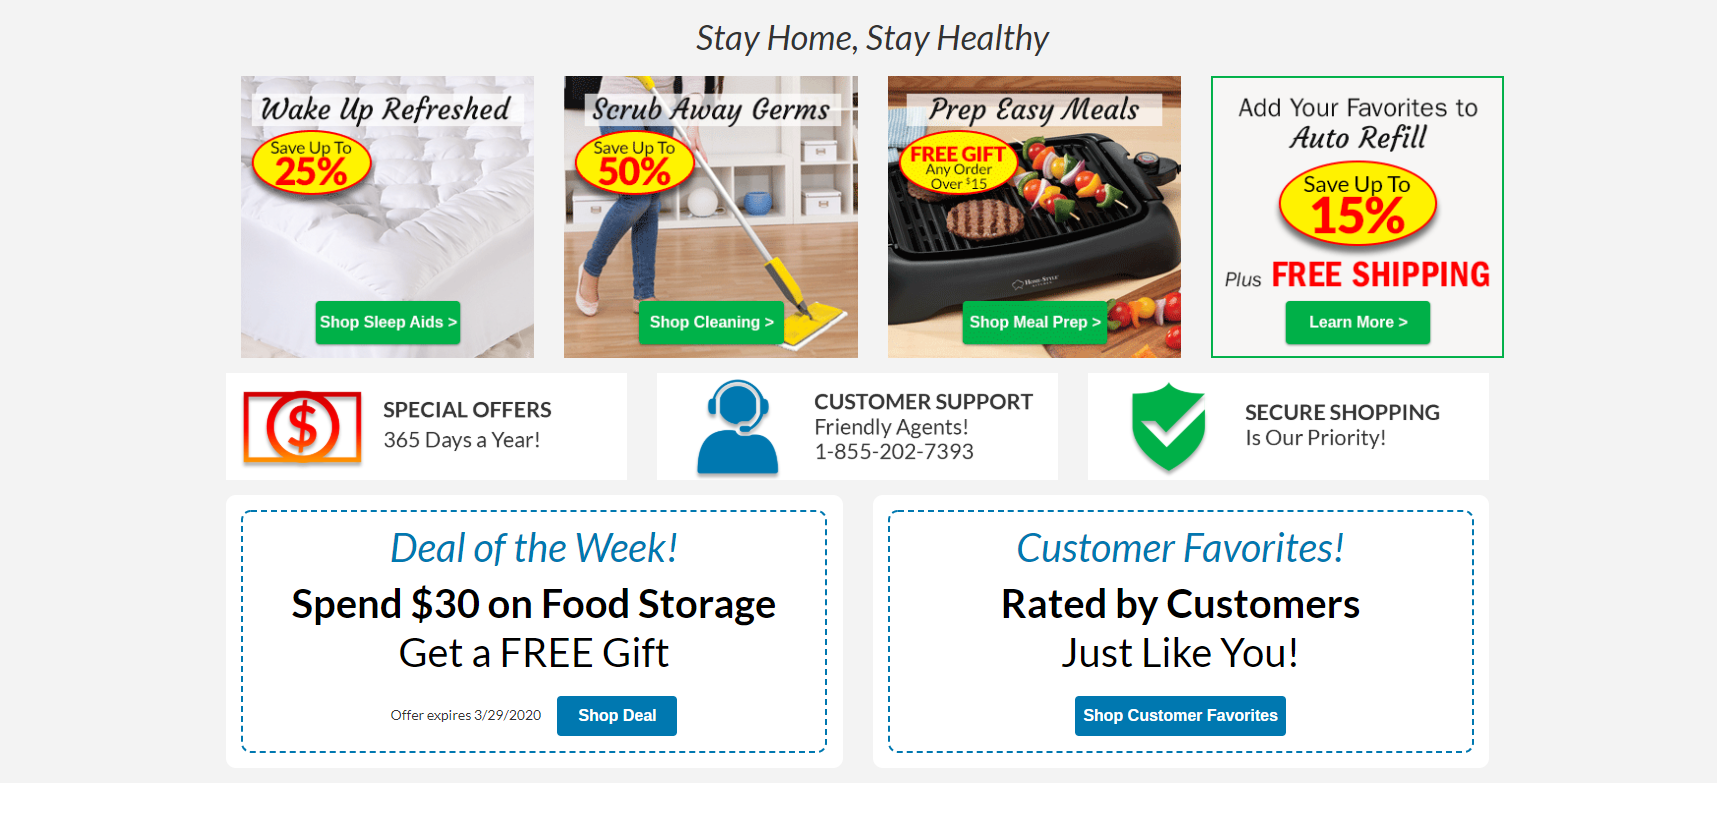 Stay Home, Stay Healthy
Wake Up Refreshed
Save Up To
25%
Shop Sleep Aids >
Scrub Away Germs
Save Up To
50%
Shop Cleaning >
Prep Easy Meals
FREE GIFT
Any Order
Over $15
Shop Meal Prep >
Add Your Favorites to
Auto Refill
Save Up To
15%
Plus FREE SHIPPING
Learn More >
$
SPECIAL OFFERS
365 Days a Year!
CUSTOMER SUPPORT
Friendly Agents!
1-855-202-7393
SECURE SHOPPING
Is Our Priority!
Deal of the Week!
Spend $30 on Food Storage
Get a FREE Gift
Offer expires 3/29/2020
Shop Deal
Customer Favorites!
Rated by Customers
Just Like You!
Shop Customer Favorites